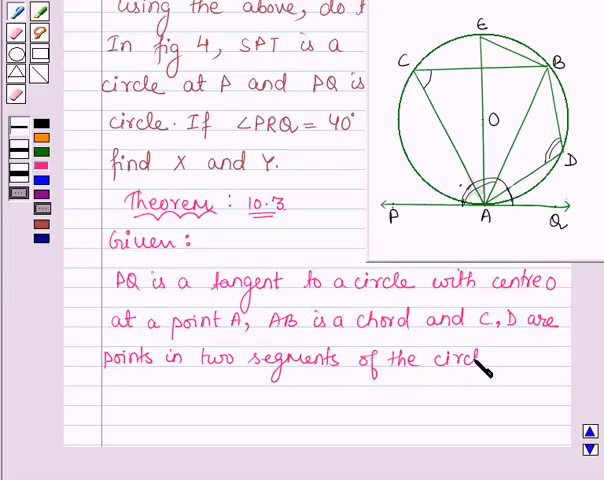 using the above, do
In fig 4, SPT is a
circle at P and PQ is
circle. If ∠PRQ = 40°
find X and Y.
Theorem : 10.3
Given :
PQ is a tangent to a circle with centre O
at a point A, AB is a chord and C, D are
points in two segments of the circl
E
C
B
O
D
P
A
Q